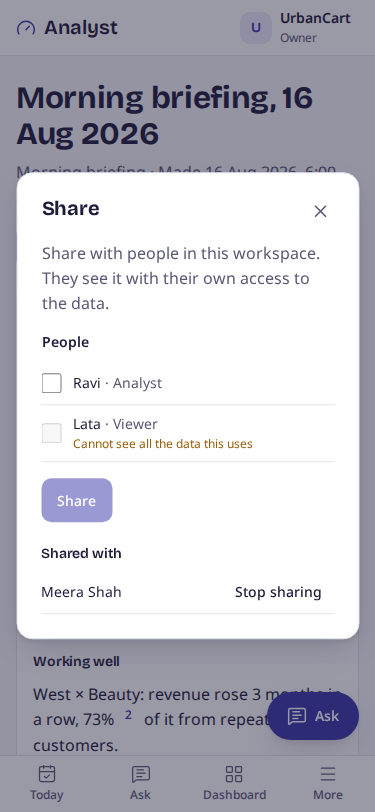 Analyst
U
UrbanCart
Owner
Morning briefing, 16
Aug 2026
Morning briefing · Made 16 Aug 2026, 6:00
Share
Share with people in this workspace.
They see it with their own access to
the data.
People
Ravi · Analyst
Lata · Viewer
Cannot see all the data this uses
Share
Shared with
Meera Shah Stop sharing
Working well
West × Beauty: revenue rose 3 months in
a row, 73% 2 of it from repeat
customers.
Ask
Today Ask Dashboard More